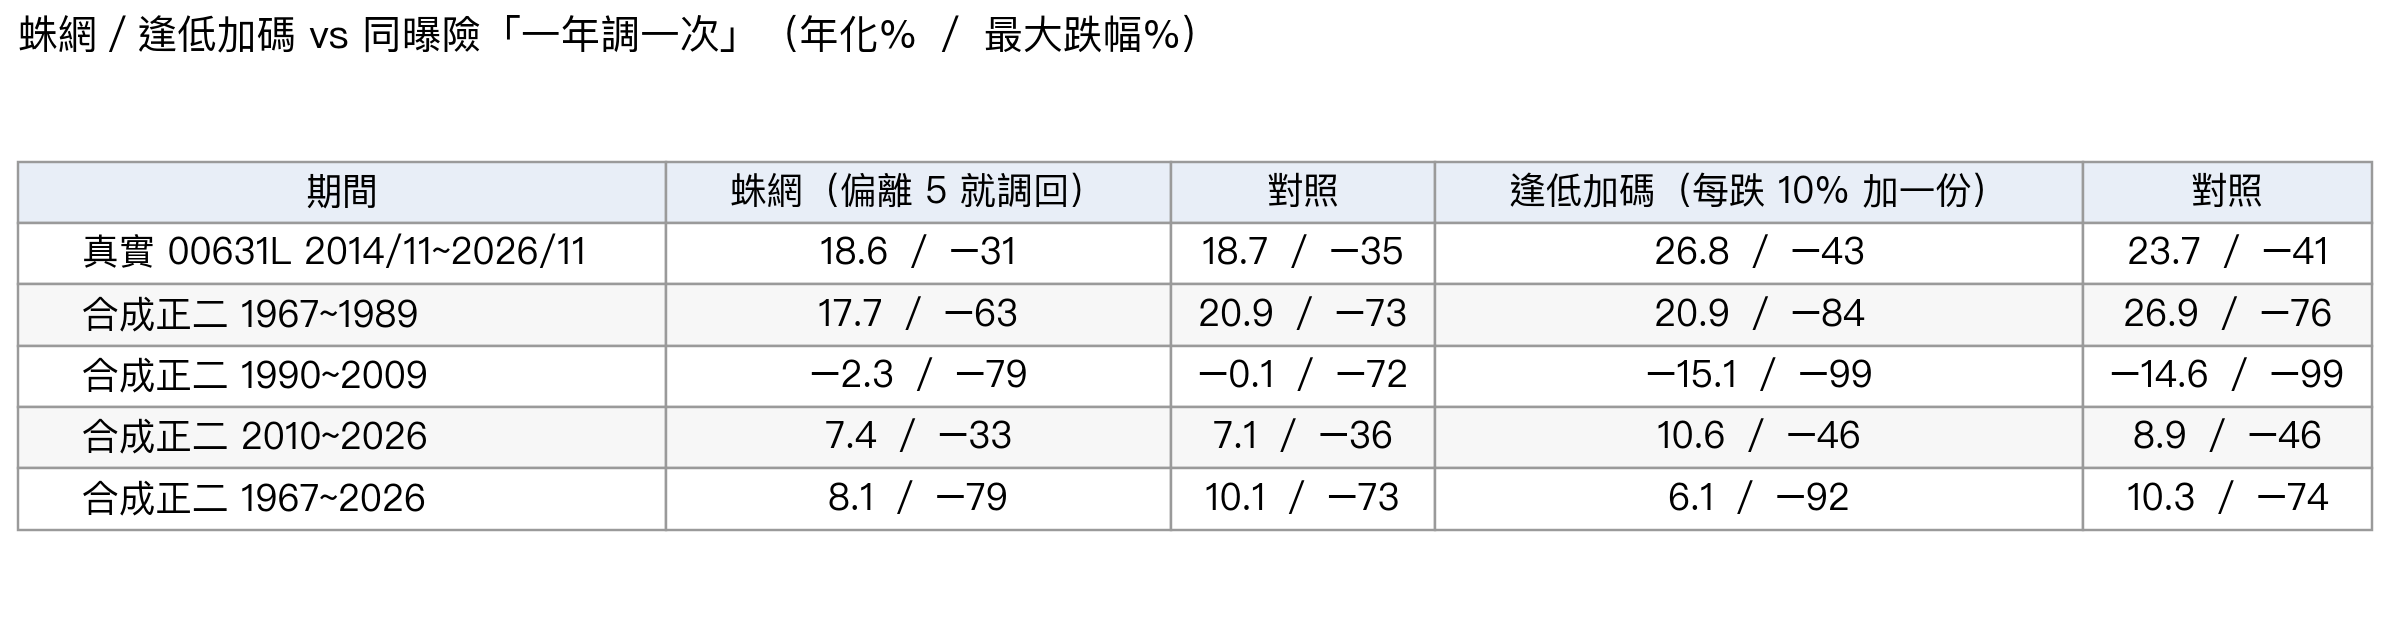 蛛網 / 逢低加碼 vs 同曝險「一年調一次」（年化% / 最大跌幅%）
期間 蛛網（偏離 5 就調回） 對照 逢低加碼（每跌 10% 加一份） 對照
真實 00631L 2014/11~2026/11 18.6 / −31 18.7 / −35 26.8 / −43 23.7 / −41
合成正二 1967~1989 17.7 / −63 20.9 / −73 20.9 / −84 26.9 / −76
合成正二 1990~2009 −2.3 / −79 −0.1 / −72 −15.1 / −99 −14.6 / −99
合成正二 2010~2026 7.4 / −33 7.1 / −36 10.6 / −46 8.9 / −46
合成正二 1967~2026 8.1 / −79 10.1 / −73 6.1 / −92 10.3 / −74